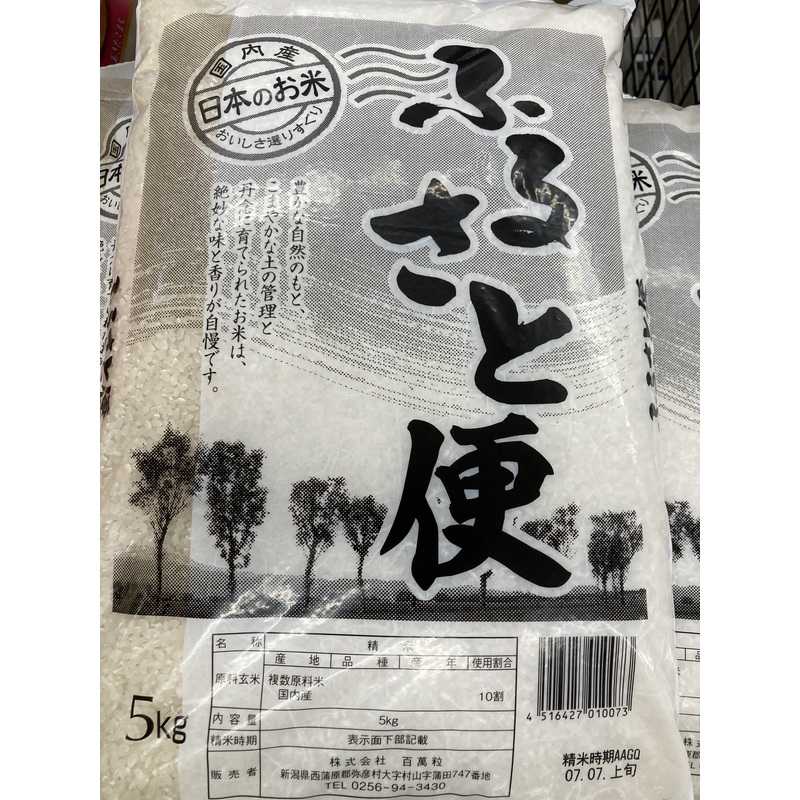 国内産
日本のお米
おいしさ選りすぐり
ふるさと便
豊かな自然のもと、
こまやかな土の管理と
丹念に育てられたお米は、
絶妙な味と香りが自慢です。
5kg
名称 精米
産地 品種 産年 使用割合
原料玄米 複数原料米
国内産 10割
内容量 5kg
精米時期 表示面下部記載
販売者 株式会社 百萬粒
新潟県西蒲原郡弥彦村大字村山字蒲田747番地
TEL 0256-94-3430
4 516427 010073
精米時期AAGQ
07.07.上旬